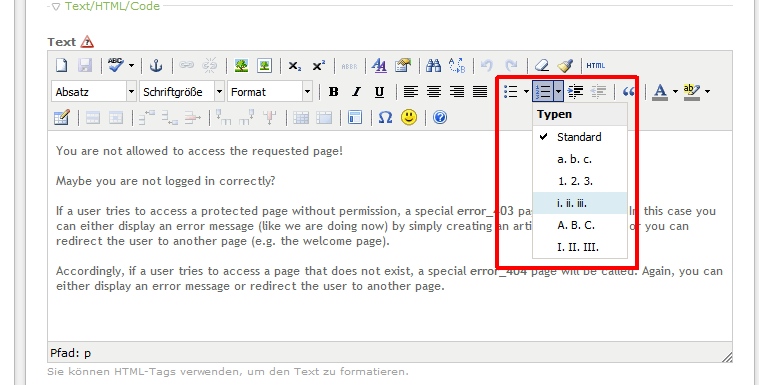 Text/HTML/Code
Text
ABC
HTML
Absatz Schriftgröße Format B I U
Typen
Standard
a. b. c.
1. 2. 3.
i. ii. iii.
A. B. C.
I. II. III.
You are not allowed to access the requested page!
Maybe you are not logged in correctly?
If a user tries to access a protected page without permission, a special error_403 pa In this case you
can either display an error message (like we are doing now) by simply creating an arti or you can
redirect the user to another page (e.g. the welcome page).
Accordingly, if a user tries to access a page that does not exist, a special error_404 page will be called. Again, you can
either display an error message or redirect the user to another page.
Pfad: p
Sie können HTML-Tags verwenden, um den Text zu formatieren.